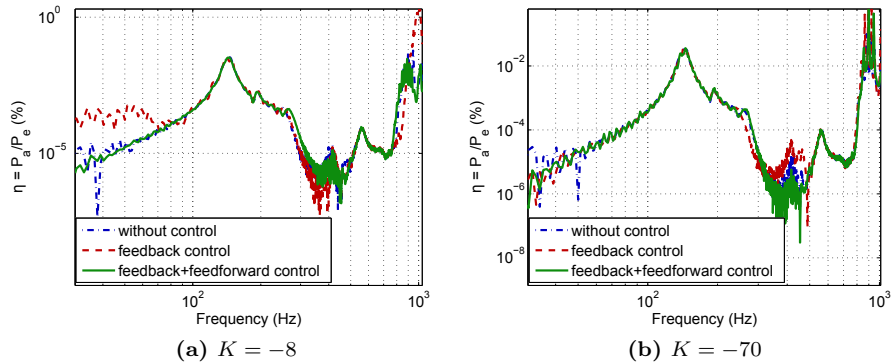 10^0
10^-5
η = P_a/P_e (%)
without control
feedback control
feedback+feedforward control
10^2
10^3
Frequency (Hz)
(a) K = −8
10^-2
10^-4
10^-6
10^-8
η = P_a/P_e (%)
without control
feedback control
feedback+feedforward control
10^2
10^3
Frequency (Hz)
(b) K = −70